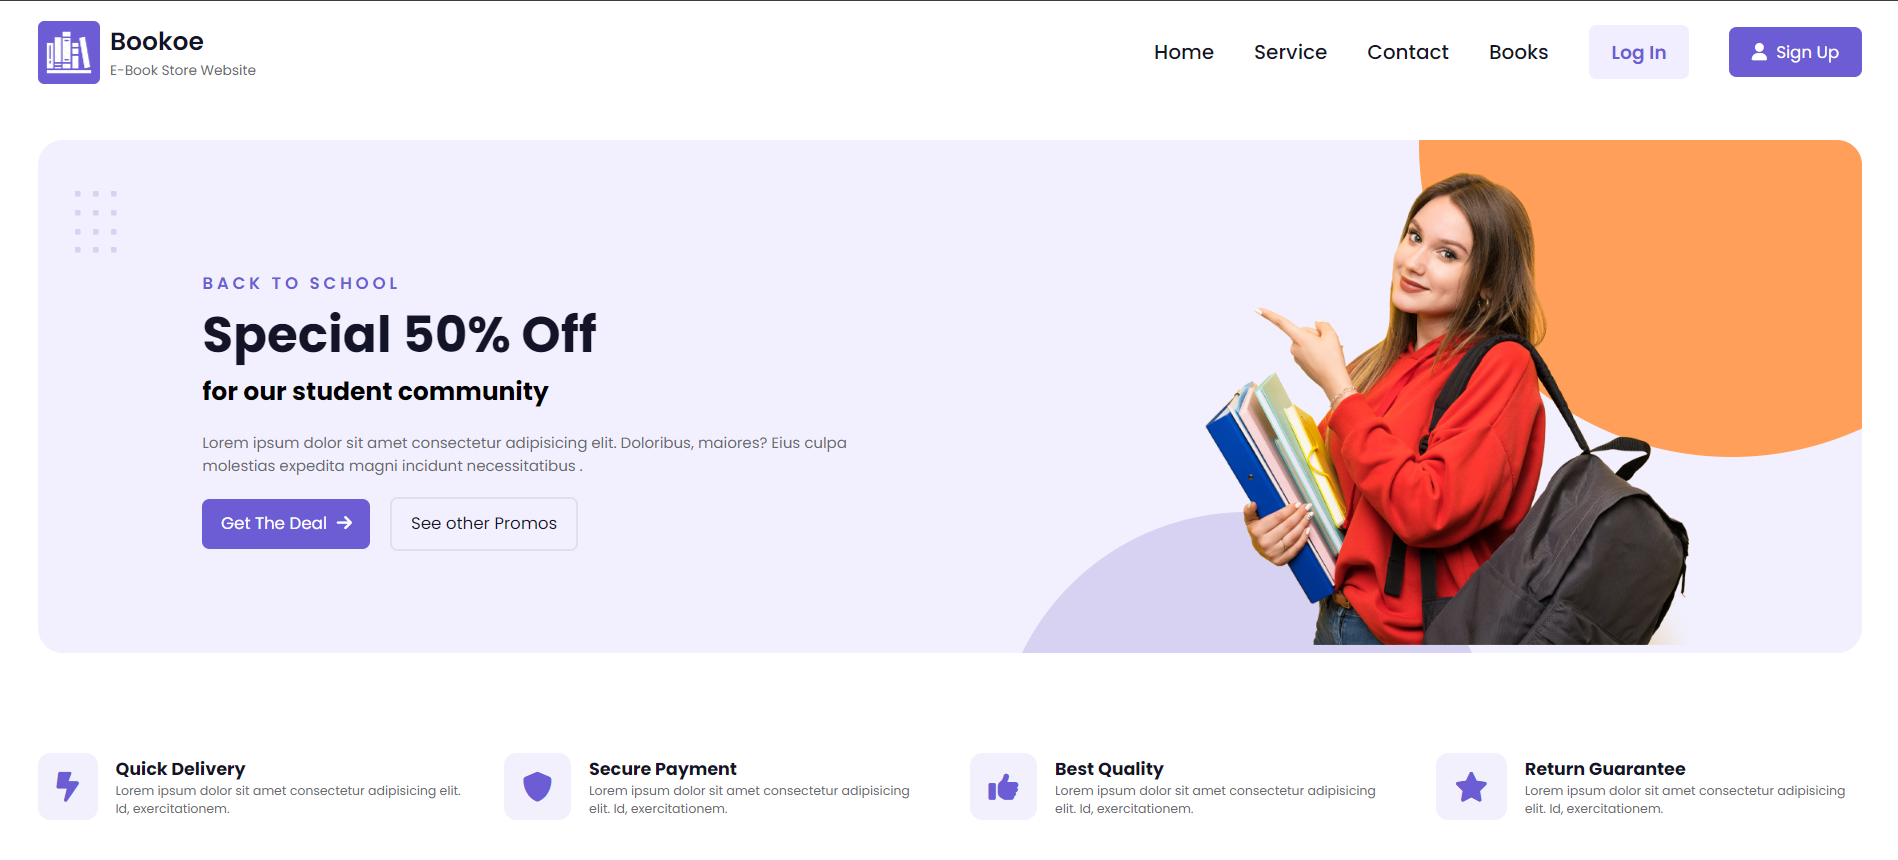 Bookoe
E-Book Store Website
Home
Service
Contact
Books
Log In
Sign Up
BACK TO SCHOOL
Special 50% Off
for our student community
Lorem ipsum dolor sit amet consectetur adipisicing elit. Doloribus, maiores? Eius culpa
molestias expedita magni incidunt necessitatibus .
Get The Deal
See other Promos
Quick Delivery
Lorem ipsum dolor sit amet consectetur adipisicing elit.
Id, exercitationem.
Secure Payment
Lorem ipsum dolor sit amet consectetur adipisicing
elit. Id, exercitationem.
Best Quality
Lorem ipsum dolor sit amet consectetur adipisicing
elit. Id, exercitationem.
Return Guarantee
Lorem ipsum dolor sit amet consectetur adipisicing
elit. Id, exercitationem.